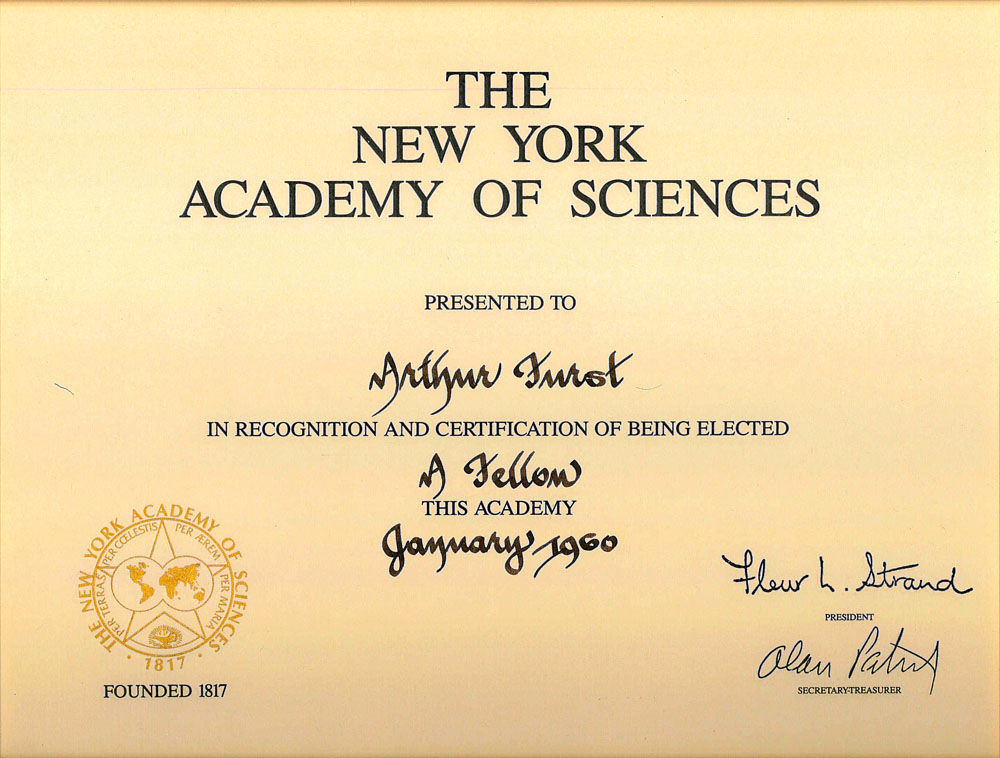 THE
NEW YORK
ACADEMY OF SCIENCES
PRESENTED TO
Arthur Furst
IN RECOGNITION AND CERTIFICATION OF BEING ELECTED
A Fellow
THIS ACADEMY
January 1960
THE NEW YORK ACADEMY OF SCIENCES
PER TERRAS PER CŒLESTIS PER ÆREM PER MARIA
· 1817 ·
FOUNDED 1817
Fleur L. Strand
PRESIDENT
Alan Patrick
SECRETARY-TREASURER